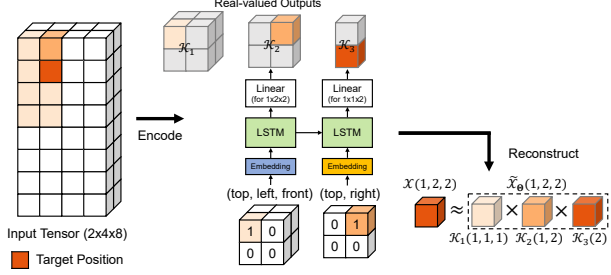 Real-valued Outputs
𝒦₁
𝒦₂
𝒦₃
Linear
(for 1x2x2)
Linear
(for 1x1x2)
Encode
LSTM
LSTM
Embedding
Embedding
Reconstruct
(top, left, front)
(top, right)
1 0
0 0
0 1
0 0
𝒳(1,2,2)
𝒳̃_𝚯(1,2,2)
≈ × ×
𝒦₁(1,1,1)
𝒦₂(1,2)
𝒦₃(2)
Input Tensor (2x4x8)
Target Position